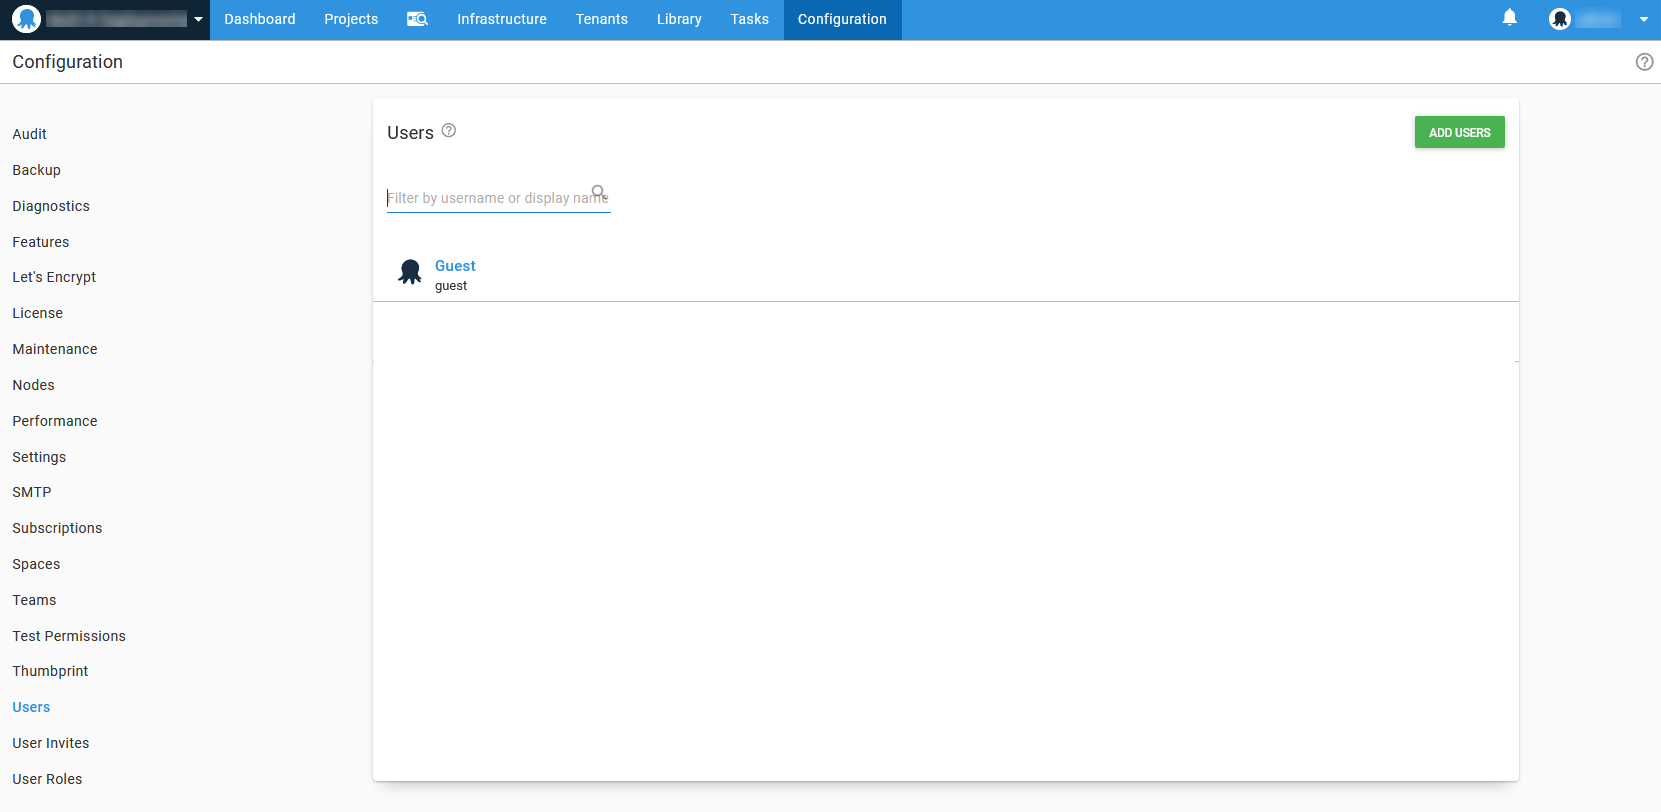 Dashboard Projects Infrastructure Tenants Library Tasks Configuration
Configuration
Audit
Backup
Diagnostics
Features
Let's Encrypt
License
Maintenance
Nodes
Performance
Settings
SMTP
Subscriptions
Spaces
Teams
Test Permissions
Thumbprint
Users
User Invites
User Roles
Users
ADD USERS
Filter by username or display name
Guest
guest